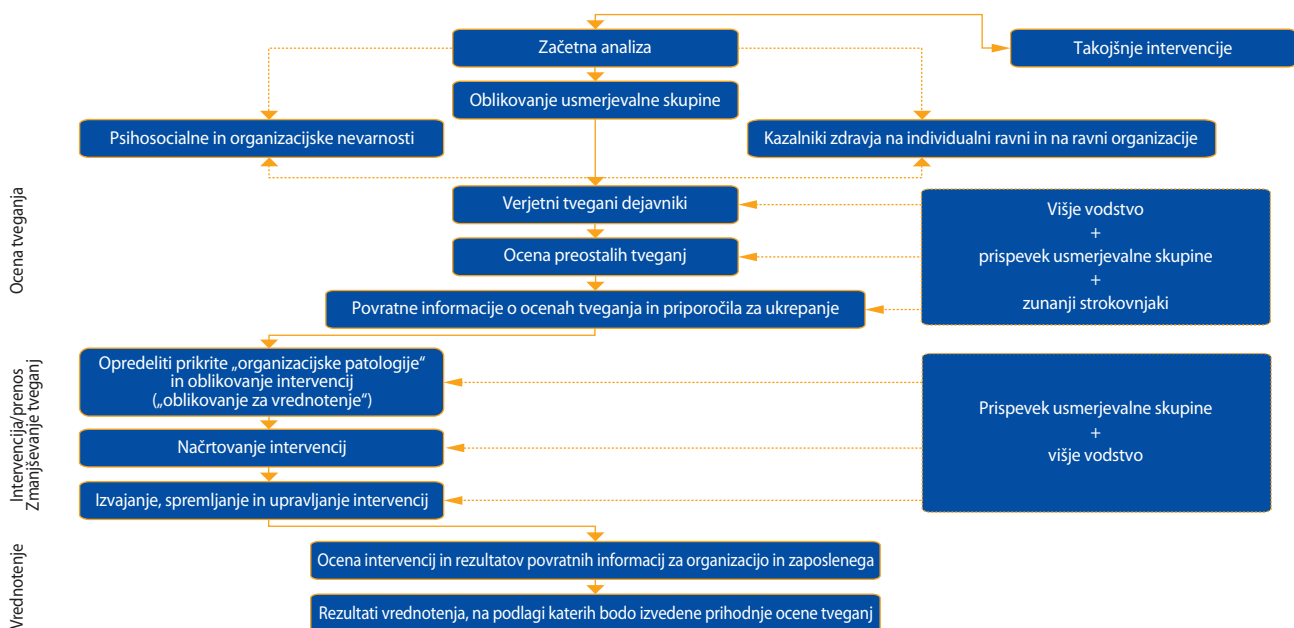 Začetna analiza
Takojšnje intervencije
Oblikovanje usmerjevalne skupine
Psihosocialne in organizacijske nevarnosti
Kazalniki zdravja na individualni ravni in na ravni organizacije
Ocena tveganja
Verjetni tvegani dejavniki
Ocena preostalih tveganj
Povratne informacije o ocenah tveganja in priporočila za ukrepanje
Višje vodstvo
+
prispevek usmerjevalne skupine
+
zunanji strokovnjaki
Intervencija/prenos
Zmanjševanje tveganj
Opredeliti prikrite „organizacijske patologije“
in oblikovanje intervencij
(„oblikovanje za vrednotenje“)
Načrtovanje intervencij
Izvajanje, spremljanje in upravljanje intervencij
Prispevek usmerjevalne skupine
+
višje vodstvo
Vrednotenje
Ocena intervencij in rezultatov povratnih informacij za organizacijo in zaposlenega
Rezultati vrednotenja, na podlagi katerih bodo izvedene prihodnje ocene tveganj